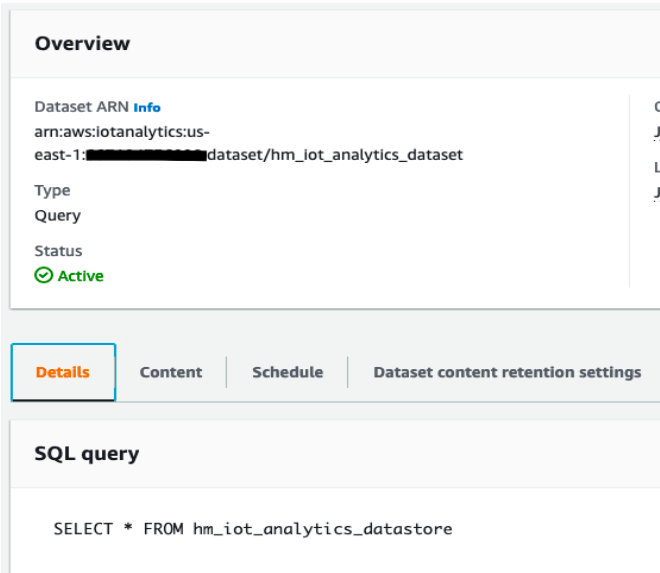 Overview
Dataset ARN Info
arn:aws:iotanalytics:us-
east-1:dataset/hm_iot_analytics_dataset
Type
Query
Status
Active
Details
Content
Schedule
Dataset content retention settings
SQL query
SELECT * FROM hm_iot_analytics_datastore